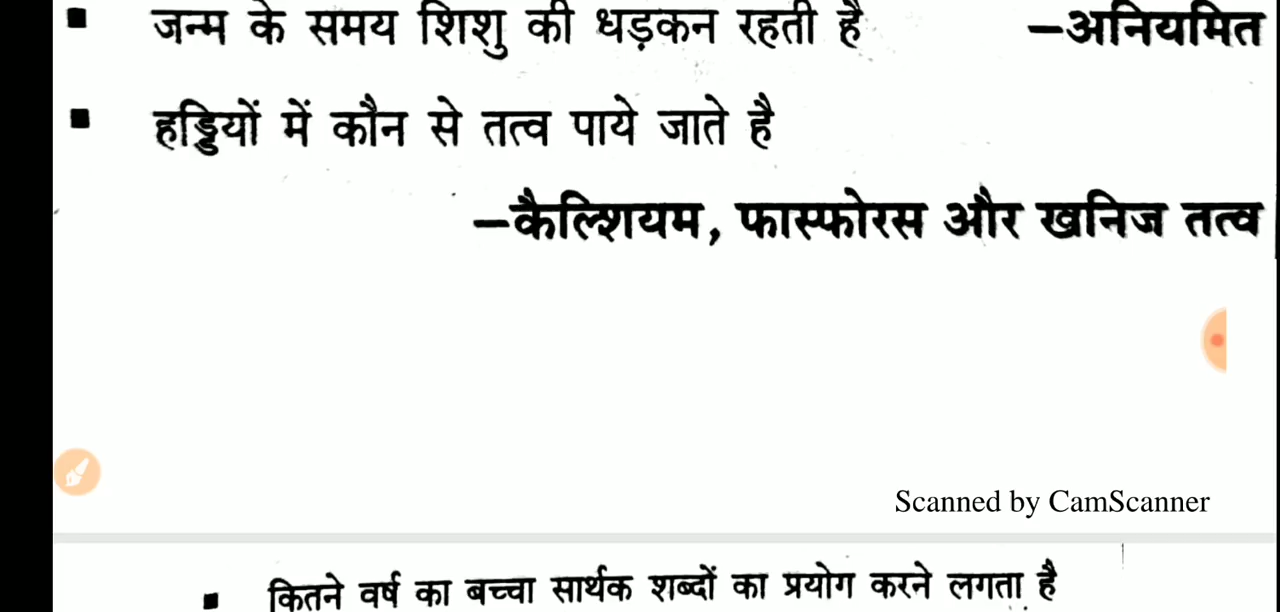 ▪ जन्म के समय शिशु की धड़कन रहती है –अनियमित
▪ हड्डियों में कौन से तत्व पाये जाते है
–कैल्शियम, फास्फोरस और खनिज तत्व
Scanned by CamScanner
▪ कितने वर्ष का बच्चा सार्थक शब्दों का प्रयोग करने लगता है